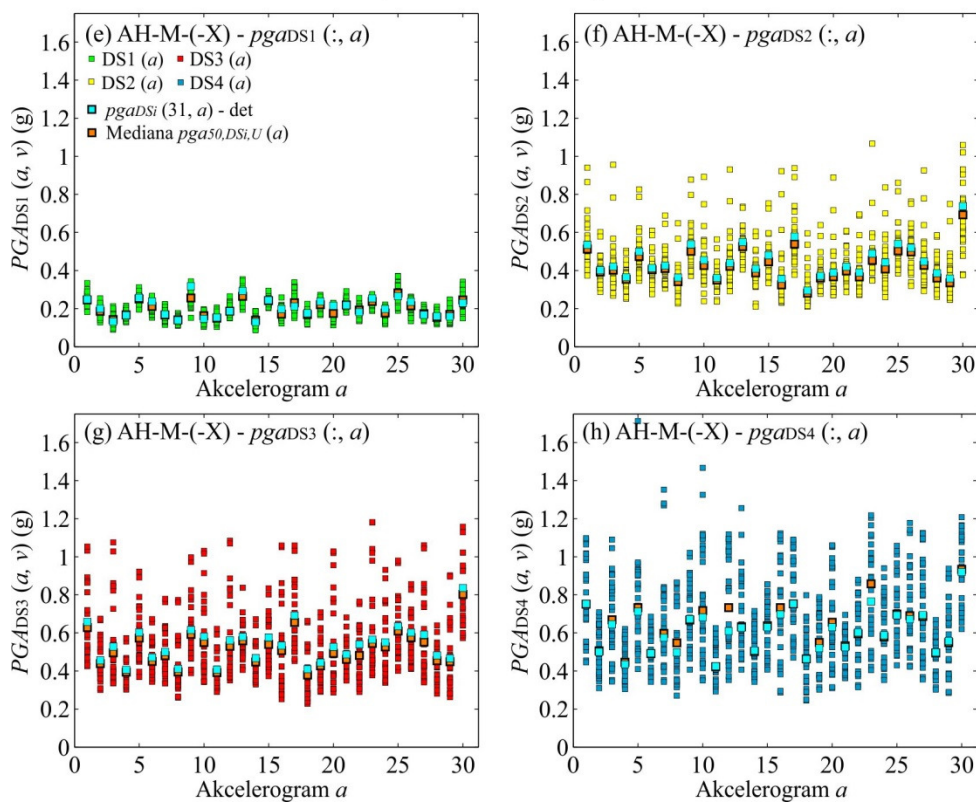 (e) AH-M-(-X) - pgaDS1 (:, a)
DS1 (a) DS3 (a)
DS2 (a) DS4 (a)
pgaDSi (31, a) - det
Mediana pga50,DSi,U (a)
PGADS1 (a, v) (g)
1.6
1.4
1.2
1
0.8
0.6
0.4
0.2
0
0 5 10 15 20 25 30
Akcelerogram a
(f) AH-M-(-X) - pgaDS2 (:, a)
PGADS2 (a, v) (g)
1.6
1.4
1.2
1
0.8
0.6
0.4
0.2
0
0 5 10 15 20 25 30
Akcelerogram a
(g) AH-M-(-X) - pgaDS3 (:, a)
PGADS3 (a, v) (g)
1.6
1.4
1.2
1
0.8
0.6
0.4
0.2
0
0 5 10 15 20 25 30
Akcelerogram a
(h) AH-M-(-X) - pgaDS4 (:, a)
PGADS4 (a, v) (g)
1.6
1.4
1.2
1
0.8
0.6
0.4
0.2
0
0 5 10 15 20 25 30
Akcelerogram a